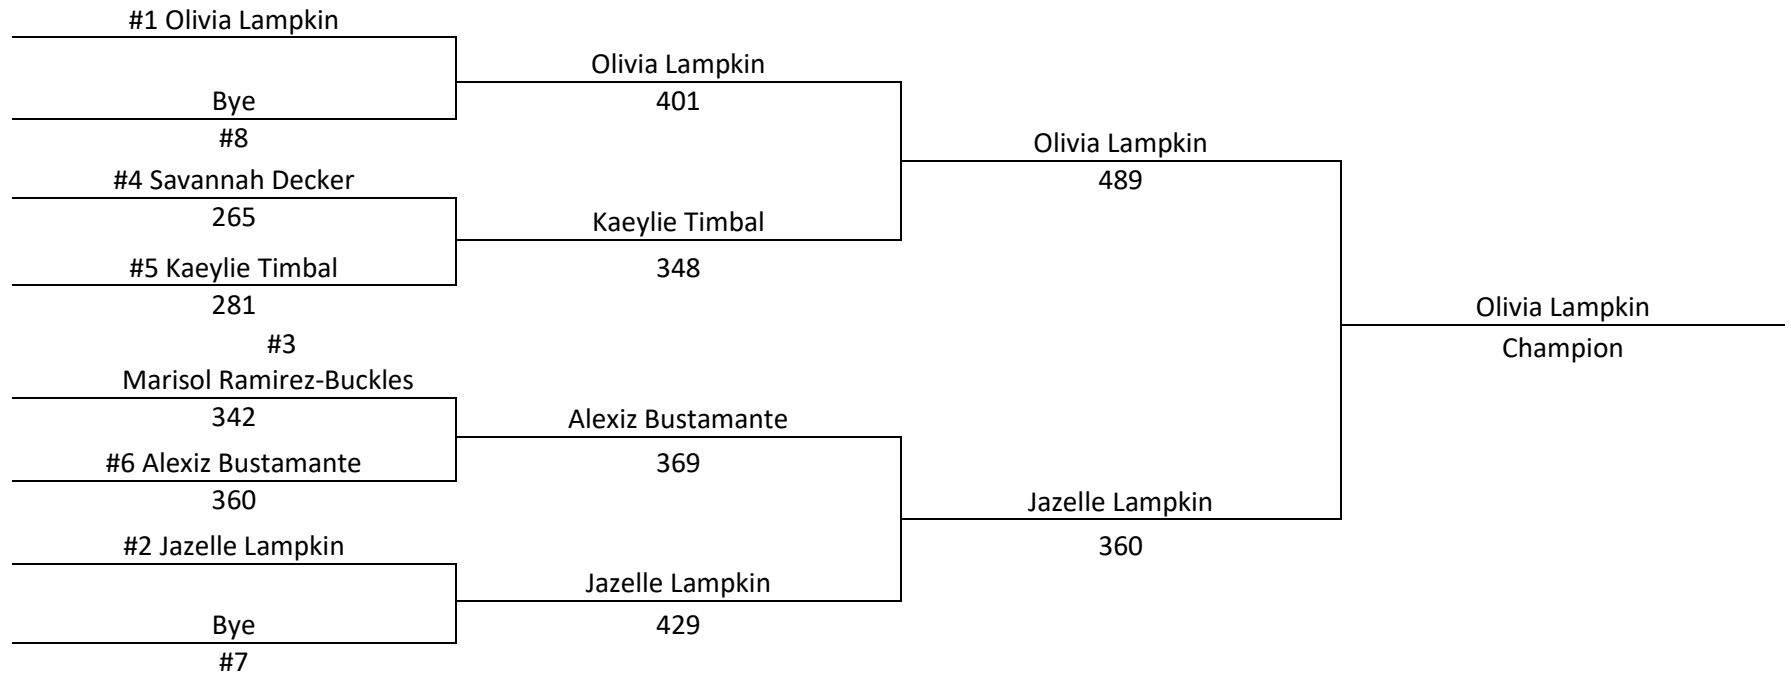 #1 Olivia Lampkin
Bye
#8
#4 Savannah Decker
265
#5 Kaeylie Timbal
281
#3
Marisol Ramirez-Buckles
342
#6 Alexiz Bustamante
360
#2 Jazelle Lampkin
Bye
#7
Olivia Lampkin
401
Kaeylie Timbal
348
Alexiz Bustamante
369
Jazelle Lampkin
429
Olivia Lampkin
489
Jazelle Lampkin
360
Olivia Lampkin
Champion